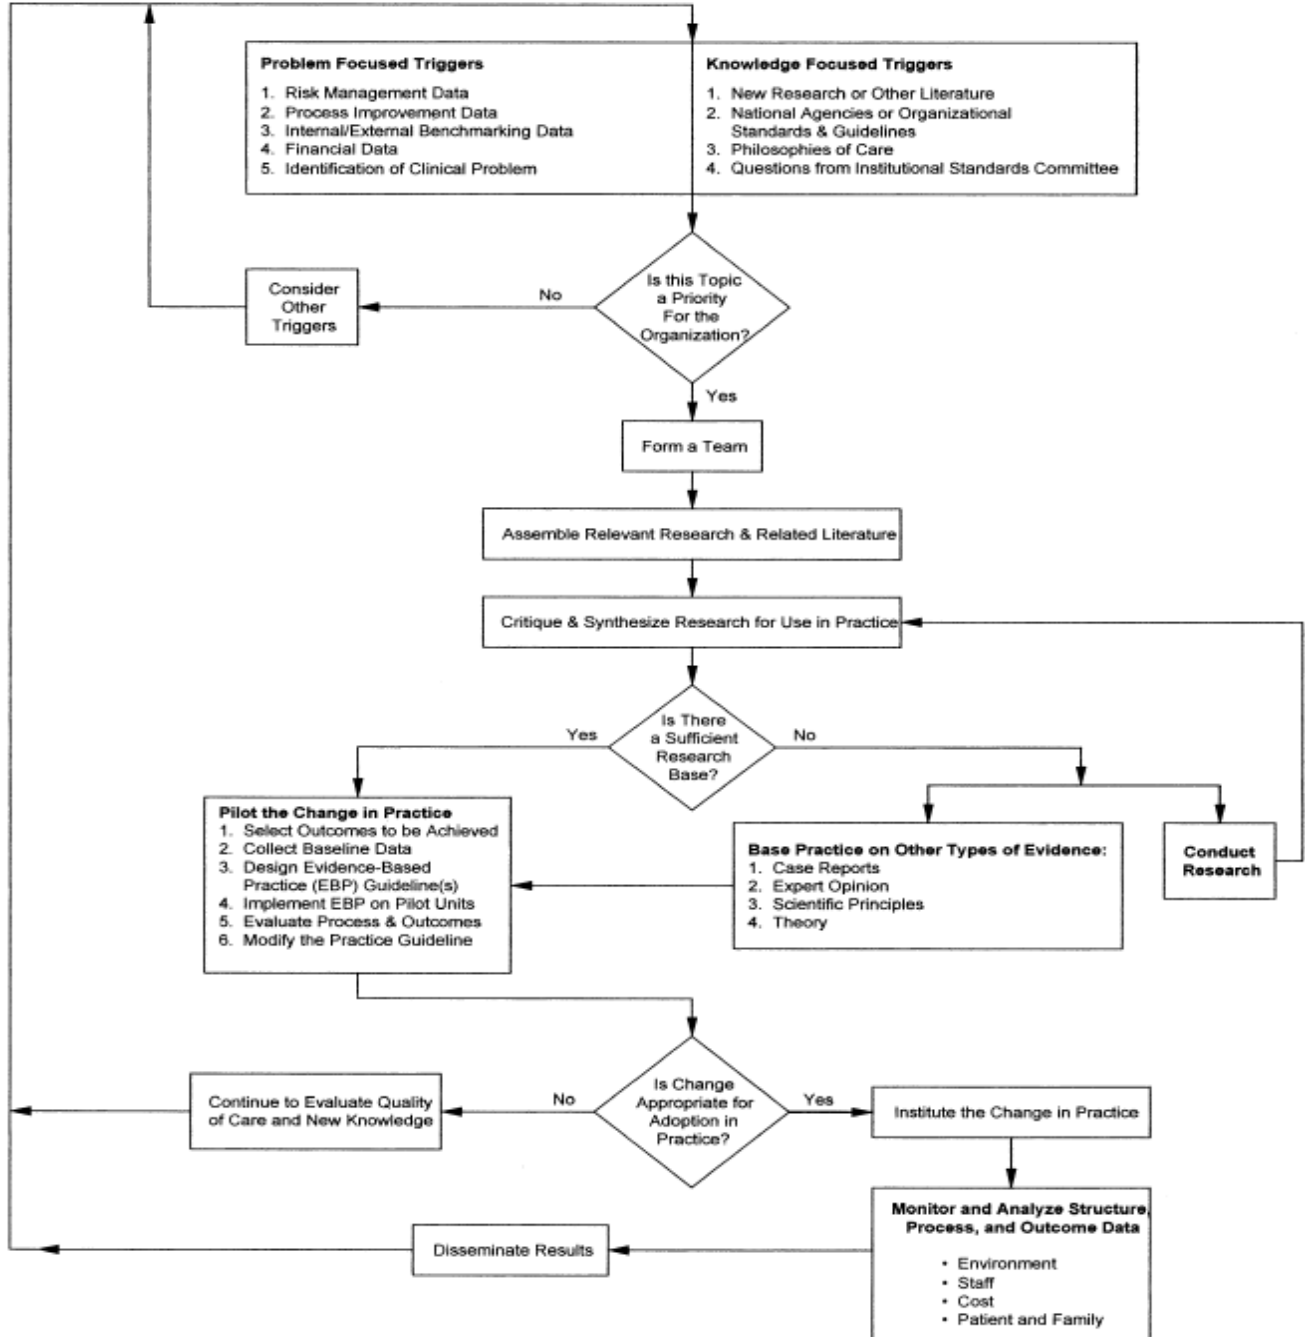 Problem Focused Triggers
1. Risk Management Data
2. Process Improvement Data
3. Internal/External Benchmarking Data
4. Financial Data
5. Identification of Clinical Problem
Knowledge Focused Triggers
1. New Research or Other Literature
2. National Agencies or Organizational
Standards & Guidelines
3. Philosophies of Care
4. Questions from Institutional Standards Committee
Consider
Other
Triggers
No
Is this Topic
a Priority
For the
Organization?
Yes
Form a Team
Assemble Relevant Research & Related Literature
Critique & Synthesize Research for Use in Practice
Yes
Is There
a Sufficient
Research
Base?
No
Pilot the Change in Practice
1. Select Outcomes to be Achieved
2. Collect Baseline Data
3. Design Evidence-Based
Practice (EBP) Guideline(s)
4. Implement EBP on Pilot Units
5. Evaluate Process & Outcomes
6. Modify the Practice Guideline
Base Practice on Other Types of Evidence:
1. Case Reports
2. Expert Opinion
3. Scientific Principles
4. Theory
Conduct
Research
Continue to Evaluate Quality
of Care and New Knowledge
No
Is Change
Appropriate for
Adoption in
Practice?
Yes
Institute the Change in Practice
Disseminate Results
Monitor and Analyze Structure,
Process, and Outcome Data
• Environment
• Staff
• Cost
• Patient and Family